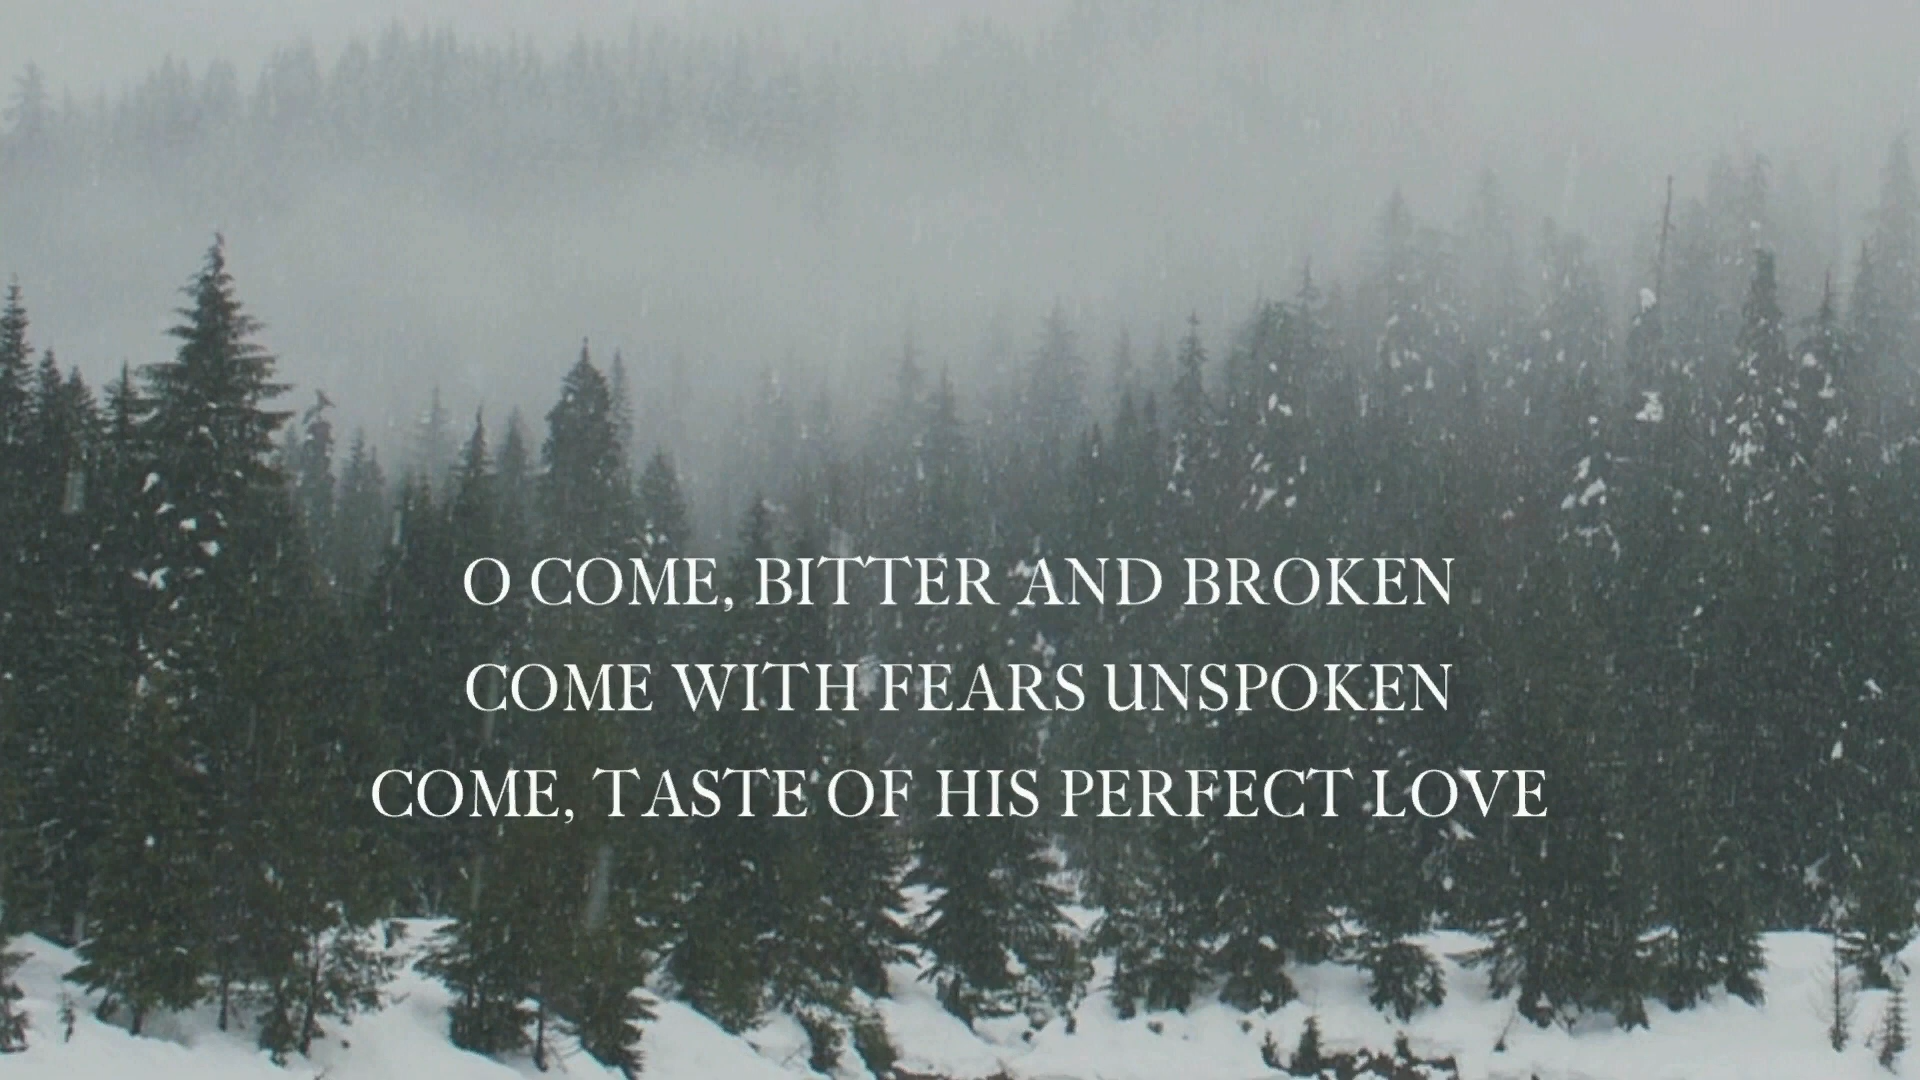 O COME, BITTER AND BROKEN
COME WITH FEARS UNSPOKEN
COME, TASTE OF HIS PERFECT LOVE